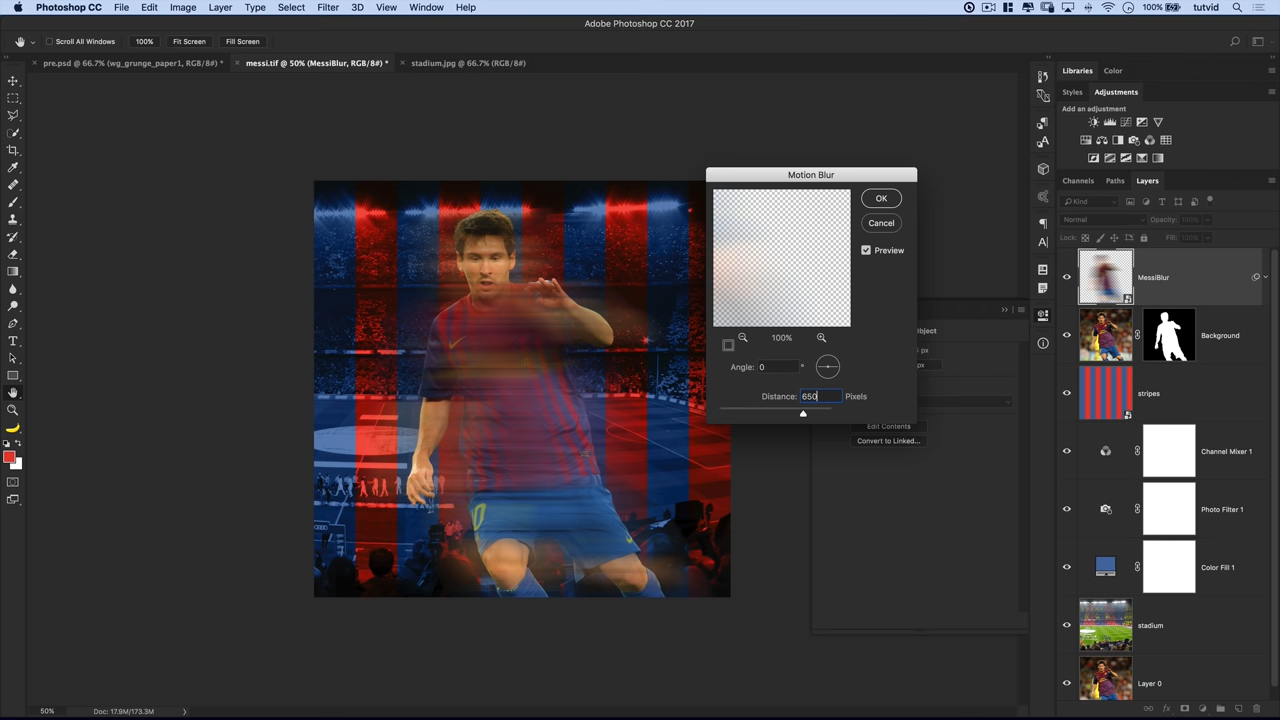 Photoshop CC File Edit Image Layer Type Select Filter 3D View Window Help 100% tutvid
Adobe Photoshop CC 2017
Scroll All Windows 100% Fit Screen Fill Screen
pre.psd @ 66.7% (wg_grunge_paper1, RGB/8#) * messi.tif @ 50% (MessiBlur, RGB/8#) * stadium.jpg @ 66.7% (RGB/8#)
Libraries Color
Styles Adjustments
Add an adjustment
Channels Paths Layers
Kind
Normal Opacity: 100%
Lock: Fill: 100%
MessiBlur
Background
stripes
Channel Mixer 1
Photo Filter 1
Color Fill 1
stadium
Layer 0
Motion Blur
OK
Cancel
Preview
100%
Angle: 0 °
Distance: 650 Pixels
Object
px
px
Edit Contents
Convert to Linked...
50% Doc: 17.9M/173.3M